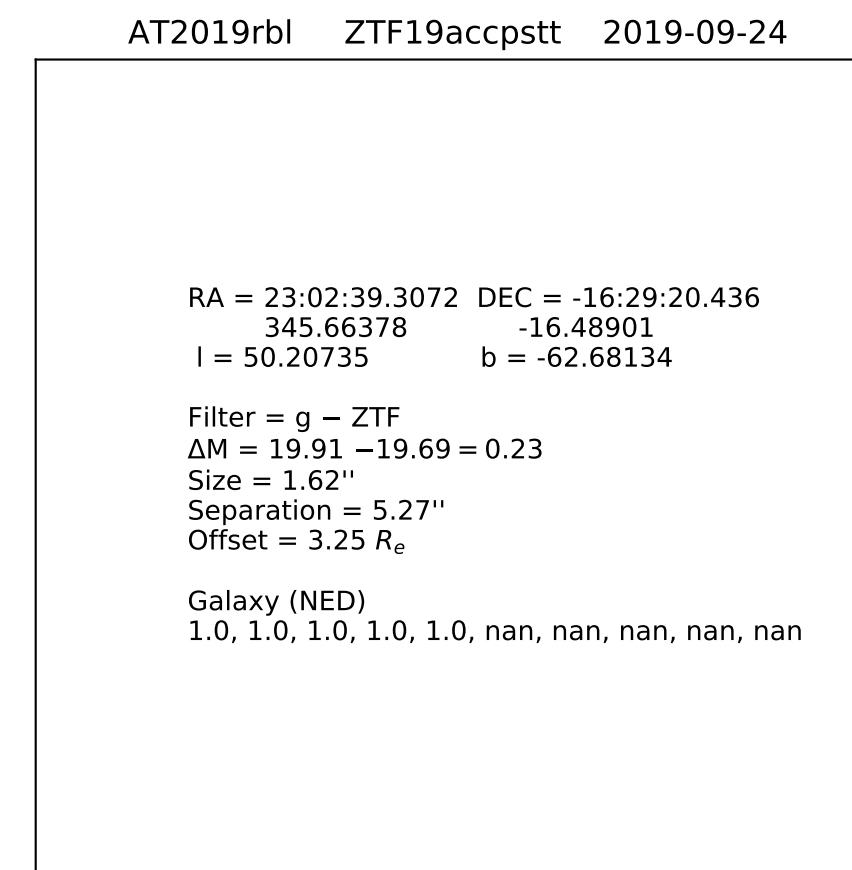 AT2019rbl ZTF19accpstt 2019-09-24
RA = 23:02:39.3072 DEC = -16:29:20.436
345.66378 -16.48901
l = 50.20735 b = -62.68134
Filter = g − ZTF
ΔM = 19.91 −19.69 = 0.23
Size = 1.62''
Separation = 5.27''
Offset = 3.25 Re
Galaxy (NED)
1.0, 1.0, 1.0, 1.0, 1.0, nan, nan, nan, nan, nan